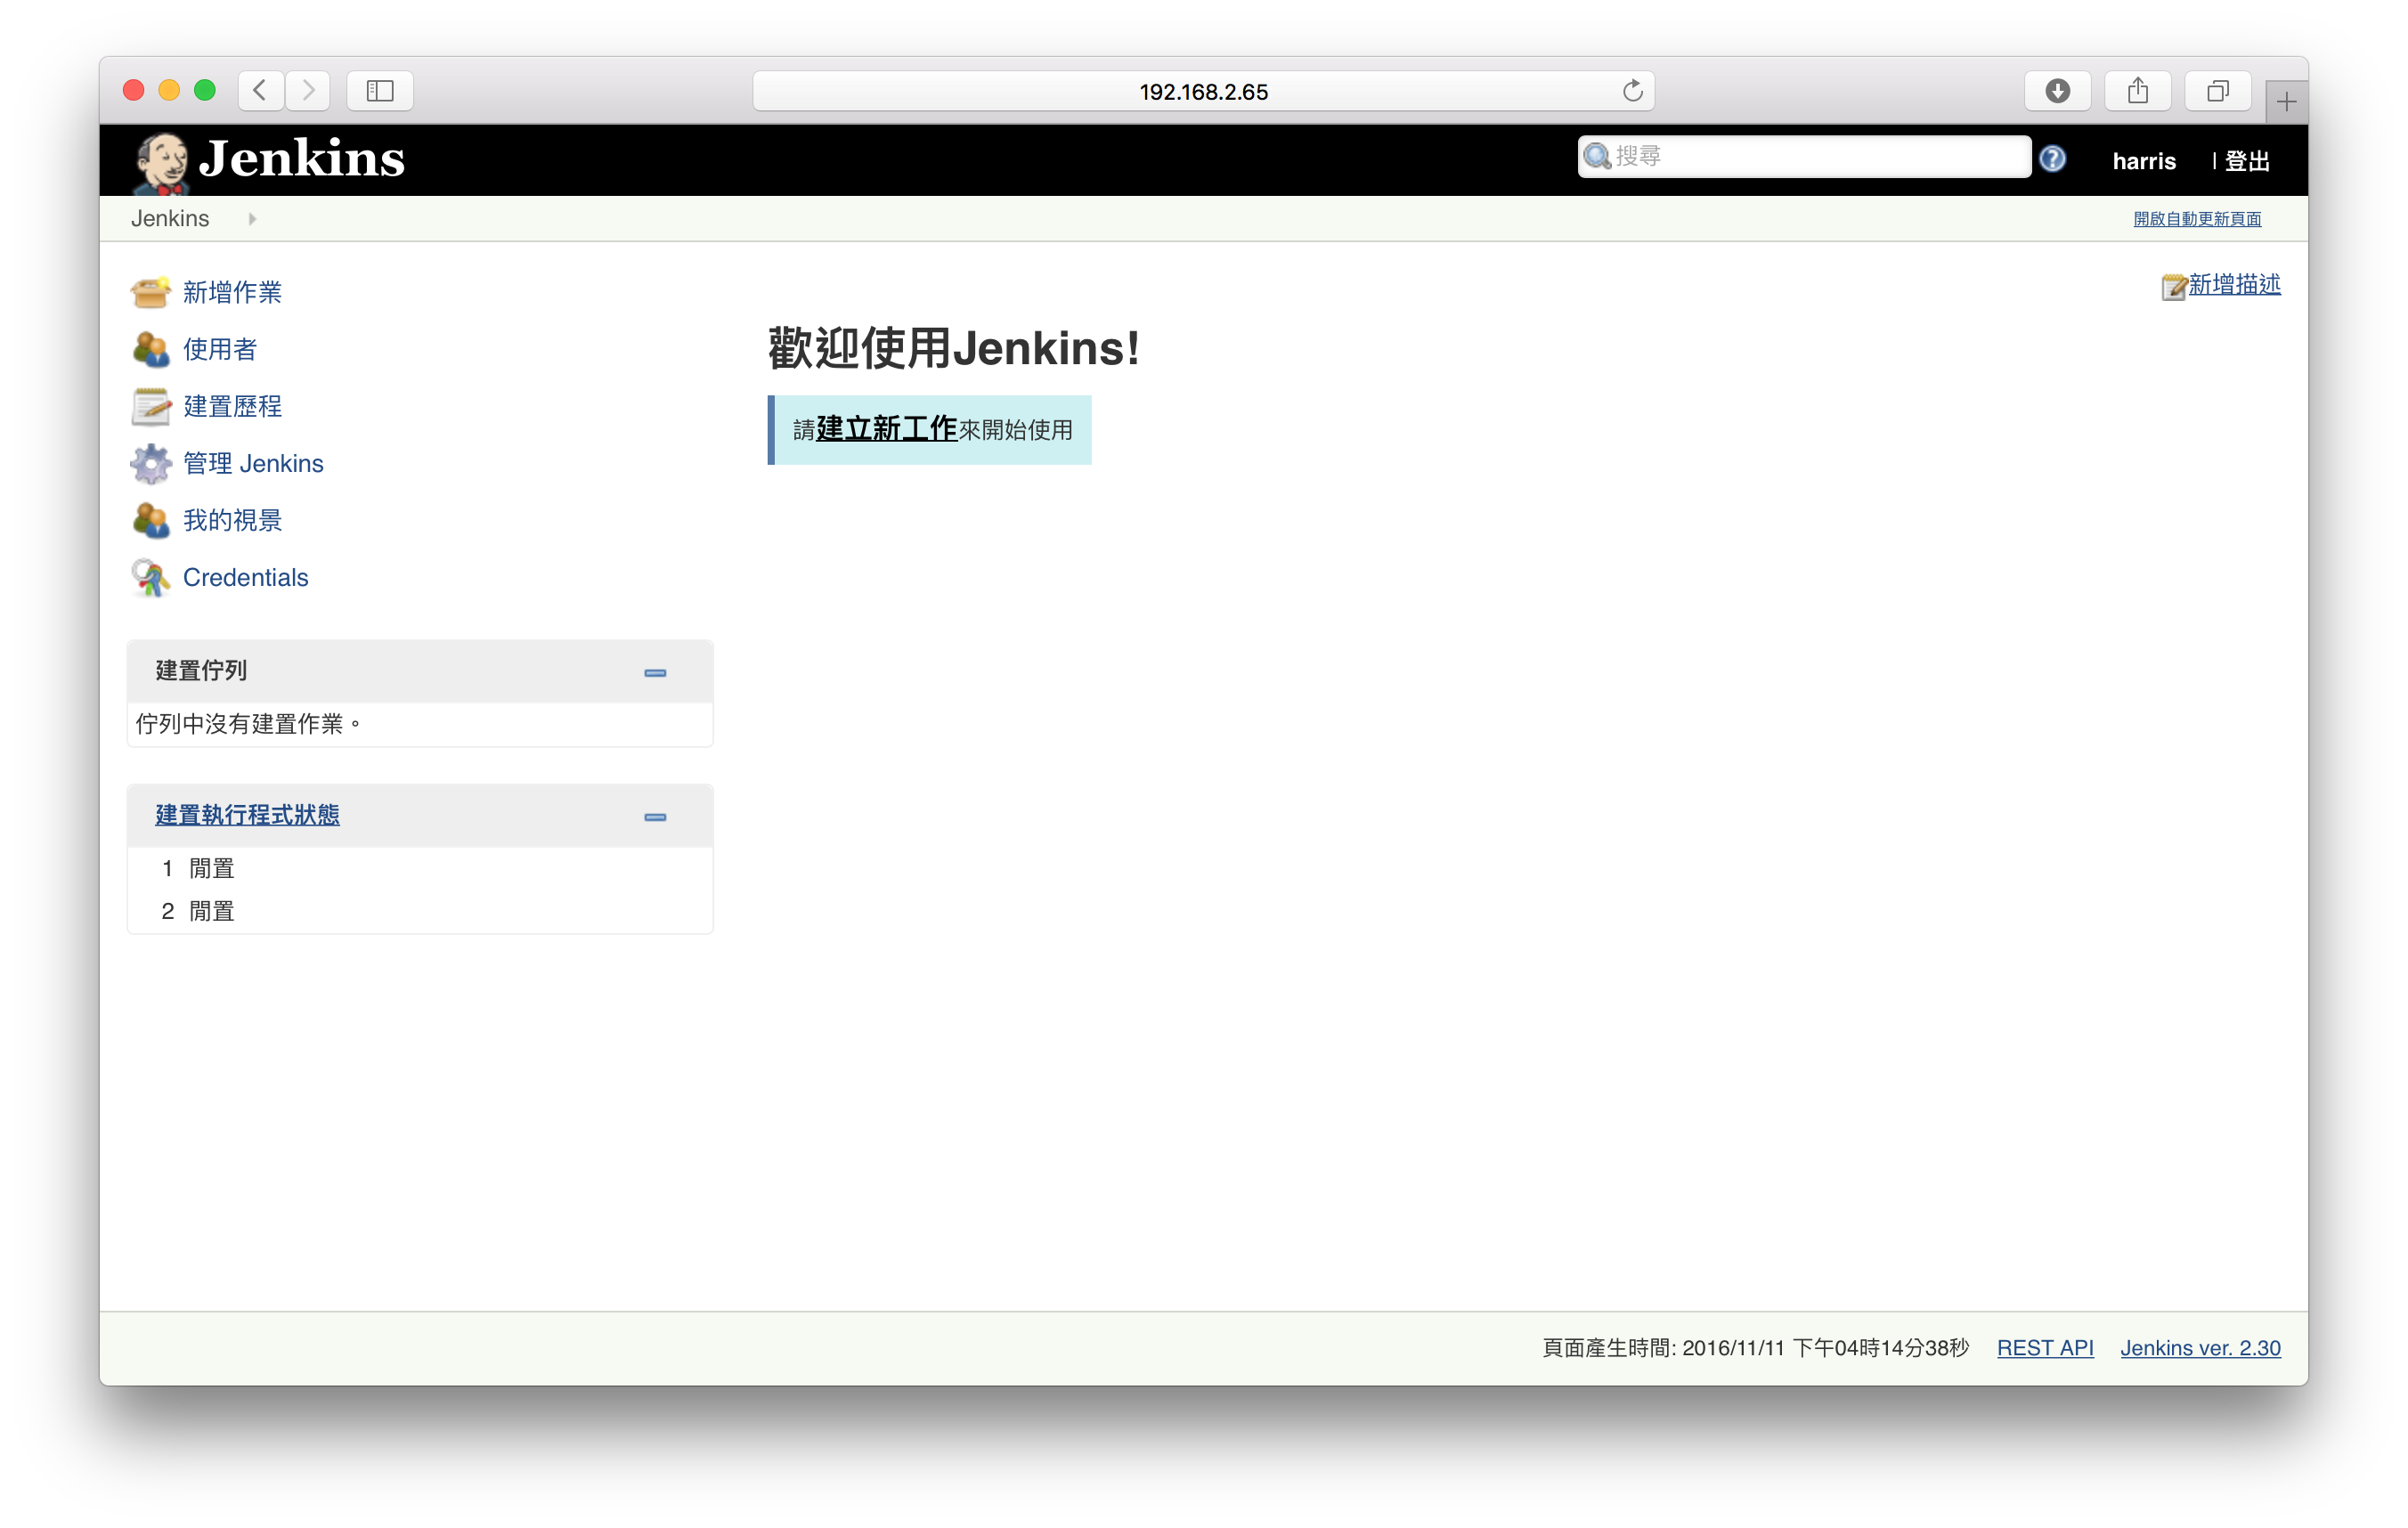 192.168.2.65
Jenkins
搜尋
harris | 登出
Jenkins
開啟自動更新頁面
新增作業
使用者
建置歷程
管理 Jenkins
我的視景
Credentials
新增描述
歡迎使用Jenkins!
請建立新工作來開始使用
建置佇列
佇列中沒有建置作業。
建置執行程式狀態
1 閒置
2 閒置
頁面產生時間: 2016/11/11 下午04時14分38秒 REST API Jenkins ver. 2.30